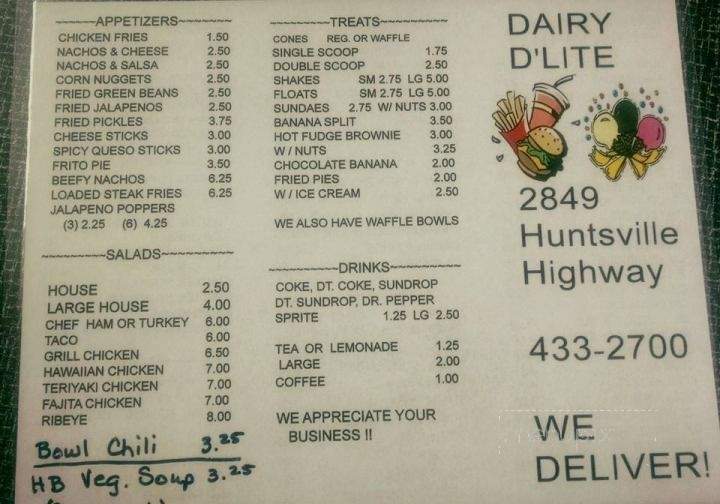 ~~~~~~APPETIZERS~~~~~~~~~
CHICKEN FRIES 1.50
NACHOS & CHEESE 2.50
NACHOS & SALSA 2.50
CORN NUGGETS 2.50
FRIED GREEN BEANS 2.50
FRIED JALAPENOS 2.50
FRIED PICKLES 3.75
CHEESE STICKS 3.00
SPICY QUESO STICKS 3.00
FRITO PIE 3.50
BEEFY NACHOS 6.25
LOADED STEAK FRIES 6.25
JALAPENO POPPERS
(3) 2.25 (6) 4.25
~~~~~~~~SALADS~~~~~~~~~
HOUSE 2.50
LARGE HOUSE 4.00
CHEF HAM OR TURKEY 6.00
TACO 6.00
GRILL CHICKEN 6.50
HAWAIIAN CHICKEN 7.00
TERIYAKI CHICKEN 7.00
FAJITA CHICKEN 7.00
RIBEYE 8.00
Bowl Chili 3.25
HB Veg. Soup 3.25
~~~~~~~~TREATS~~~~~~~~~~~
CONES REG. OR WAFFLE
SINGLE SCOOP 1.75
DOUBLE SCOOP 2.50
SHAKES SM 2.75 LG 5.00
FLOATS SM 2.75 LG 5.00
SUNDAES 2.75 W/ NUTS 3.00
BANANA SPLIT 3.50
HOT FUDGE BROWNIE 3.00
W / NUTS 3.25
CHOCOLATE BANANA 2.00
FRIED PIES 2.00
W / ICE CREAM 2.50
WE ALSO HAVE WAFFLE BOWLS
~~~~~~~~~~DRINKS~~~~~~~~~~
COKE, DT. COKE, SUNDROP
DT. SUNDROP, DR. PEPPER
SPRITE 1.25 LG 2.50
TEA OR LEMONADE 1.25
LARGE 2.00
COFFEE 1.00
WE APPRECIATE YOUR
BUSINESS !!
DAIRY
D'LITE
2849
Huntsville
Highway
433-2700
WE
DELIVER!